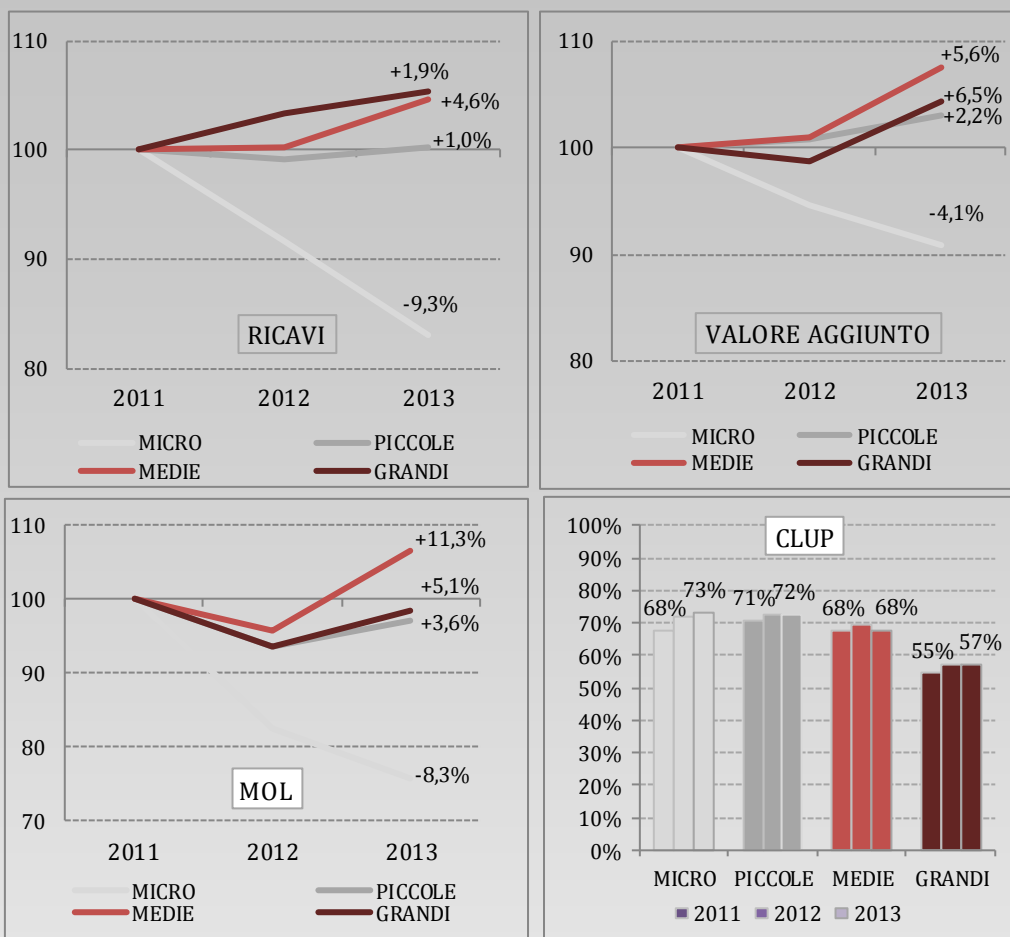 110
100
90
80
+1,9%
+4,6%
+1,0%
-9,3%
RICAVI
2011 2012 2013
MICRO PICCOLE
MEDIE GRANDI
110
100
90
80
+5,6%
+6,5%
+2,2%
-4,1%
VALORE AGGIUNTO
2011 2012 2013
MICRO PICCOLE
MEDIE GRANDI
110
100
90
80
70
+11,3%
+5,1%
+3,6%
-8,3%
MOL
2011 2012 2013
MICRO PICCOLE
MEDIE GRANDI
CLUP
100%
90%
80%
70%
60%
50%
40%
30%
20%
10%
0%
68% 73% 71% 72% 68% 68% 55% 57%
MICRO PICCOLE MEDIE GRANDI
2011 2012 2013